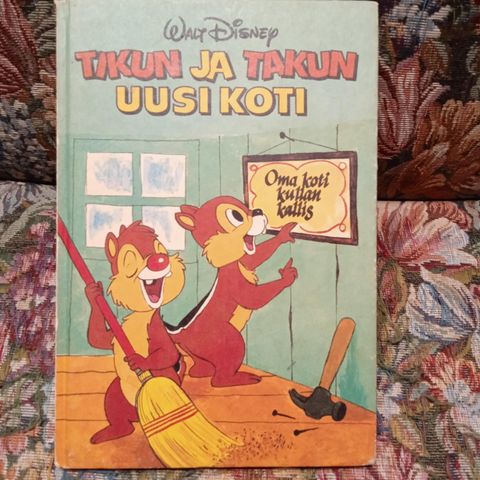 WALT DISNEY
TIKUN JA TAKUN
UUSI KOTI
Oma koti
kullan
kallis